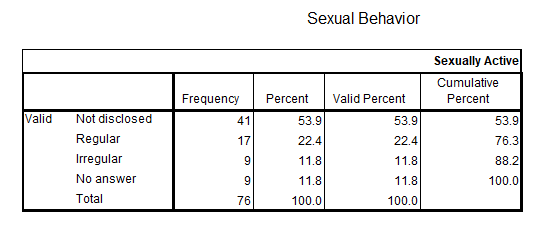 Sexual Behavior
Sexually Active
Frequency Percent Valid Percent Cumulative Percent
Valid Not disclosed 41 53.9 53.9 53.9
Regular 17 22.4 22.4 76.3
Irregular 9 11.8 11.8 88.2
No answer 9 11.8 11.8 100.0
Total 76 100.0 100.0